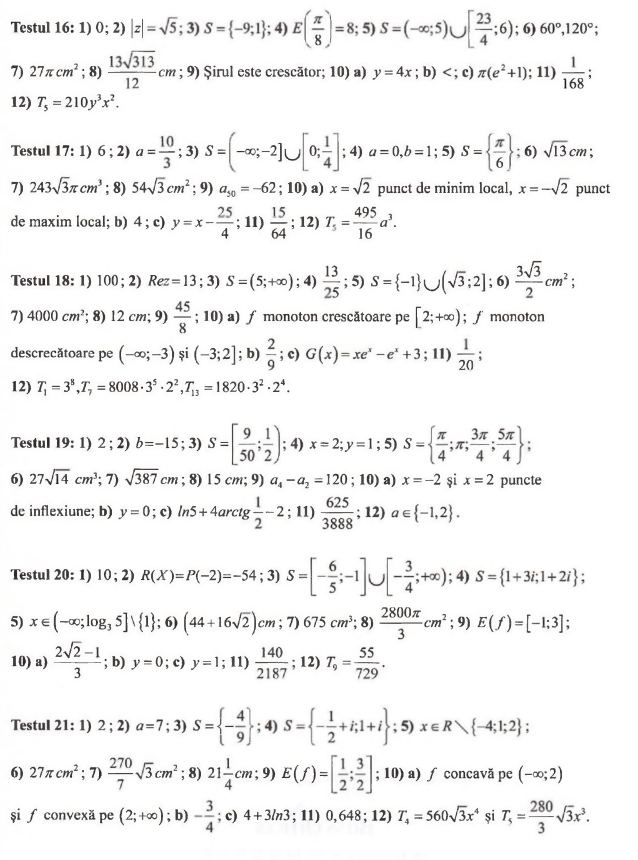 Testul 16: 1) 0; 2) |z| = √5; 3) S = {-9;1}; 4) E(π/8) = 8; 5) S = (-∞;5)∪[23/4;6); 6) 60°,120°;
7) 27π cm²; 8) 13√313/12 cm; 9) Şirul este crescător; 10) a) y = 4x; b) <; c) π(e²+1); 11) 1/168;
12) T₅ = 210y³x².
Testul 17: 1) 6; 2) a = 10/3; 3) S = (-∞;-2]∪[0;1/4]; 4) a = 0, b = 1; 5) S = {π/6}; 6) √13 cm;
7) 243√3π cm³; 8) 54√3 cm²; 9) a₅₀ = -62; 10) a) x = √2 punct de minim local, x = -√2 punct
de maxim local; b) 4; c) y = x - 25/4; 11) 15/64; 12) T₅ = 495/16 a³.
Testul 18: 1) 100; 2) Rez = 13; 3) S = (5;+∞); 4) 13/25; 5) S = {-1}∪(√3;2]; 6) 3√3/2 cm²;
7) 4000 cm²; 8) 12 cm; 9) 45/8; 10) a) f monoton crescătoare pe [2;+∞); f monoton
descrecătoare pe (-∞;-3) şi (-3;2]; b) 2/9; c) G(x) = xeˣ - eˣ + 3; 11) 1/20;
12) T₁ = 3⁸, T₇ = 8008·3⁵·2², T₁₃ = 1820·3²·2⁴.
Testul 19: 1) 2; 2) b=-15; 3) S = [9/50;1/2); 4) x = 2; y = 1; 5) S = {π/4;π;3π/4;5π/4};
6) 27√14 cm³; 7) √387 cm; 8) 15 cm; 9) a₄ - a₂ = 120; 10) a) x = -2 şi x = 2 puncte
de inflexiune; b) y = 0; c) ln5 + 4arctg 1/2 - 2; 11) 625/3888; 12) a ∈ {-1,2}.
Testul 20: 1) 10; 2) R(X)=P(-2)=-54; 3) S = [-6/5;-1]∪[-3/4;+∞); 4) S = {1+3i;1+2i};
5) x ∈ (-∞;log₃ 5]\{1}; 6) (44+16√2) cm; 7) 675 cm³; 8) 2800π/3 cm²; 9) E(f) = [-1;3];
10) a) 2√2-1/3; b) y = 0; c) y = 1; 11) 140/2187; 12) T₉ = 55/729.
Testul 21: 1) 2; 2) a=7; 3) S = {-4/9}; 4) S = {-1/2+i;1+i}; 5) x ∈ R\{-4;1;2};
6) 27π cm²; 7) 270/7 √3 cm²; 8) 21 1/4 cm; 9) E(f) = [1/2;3/2]; 10) a) f concavă pe (-∞;2)
şi f convexă pe (2;+∞); b) -3/4; c) 4+3ln3; 11) 0,648; 12) T₄ = 560√3x⁴ şi T₅ = 280/3 √3x³.